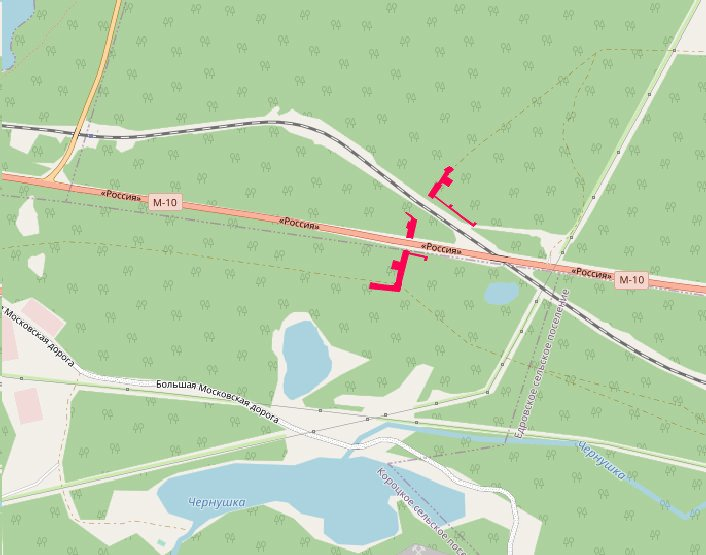 «Россия»
М-10
«Россия»
«Россия»
«Россия»
М-10
Московская дорога
Большая Московская дорога
Едровское сельское поселение
Чернушка
Чернушка
Короцкое сельское посе